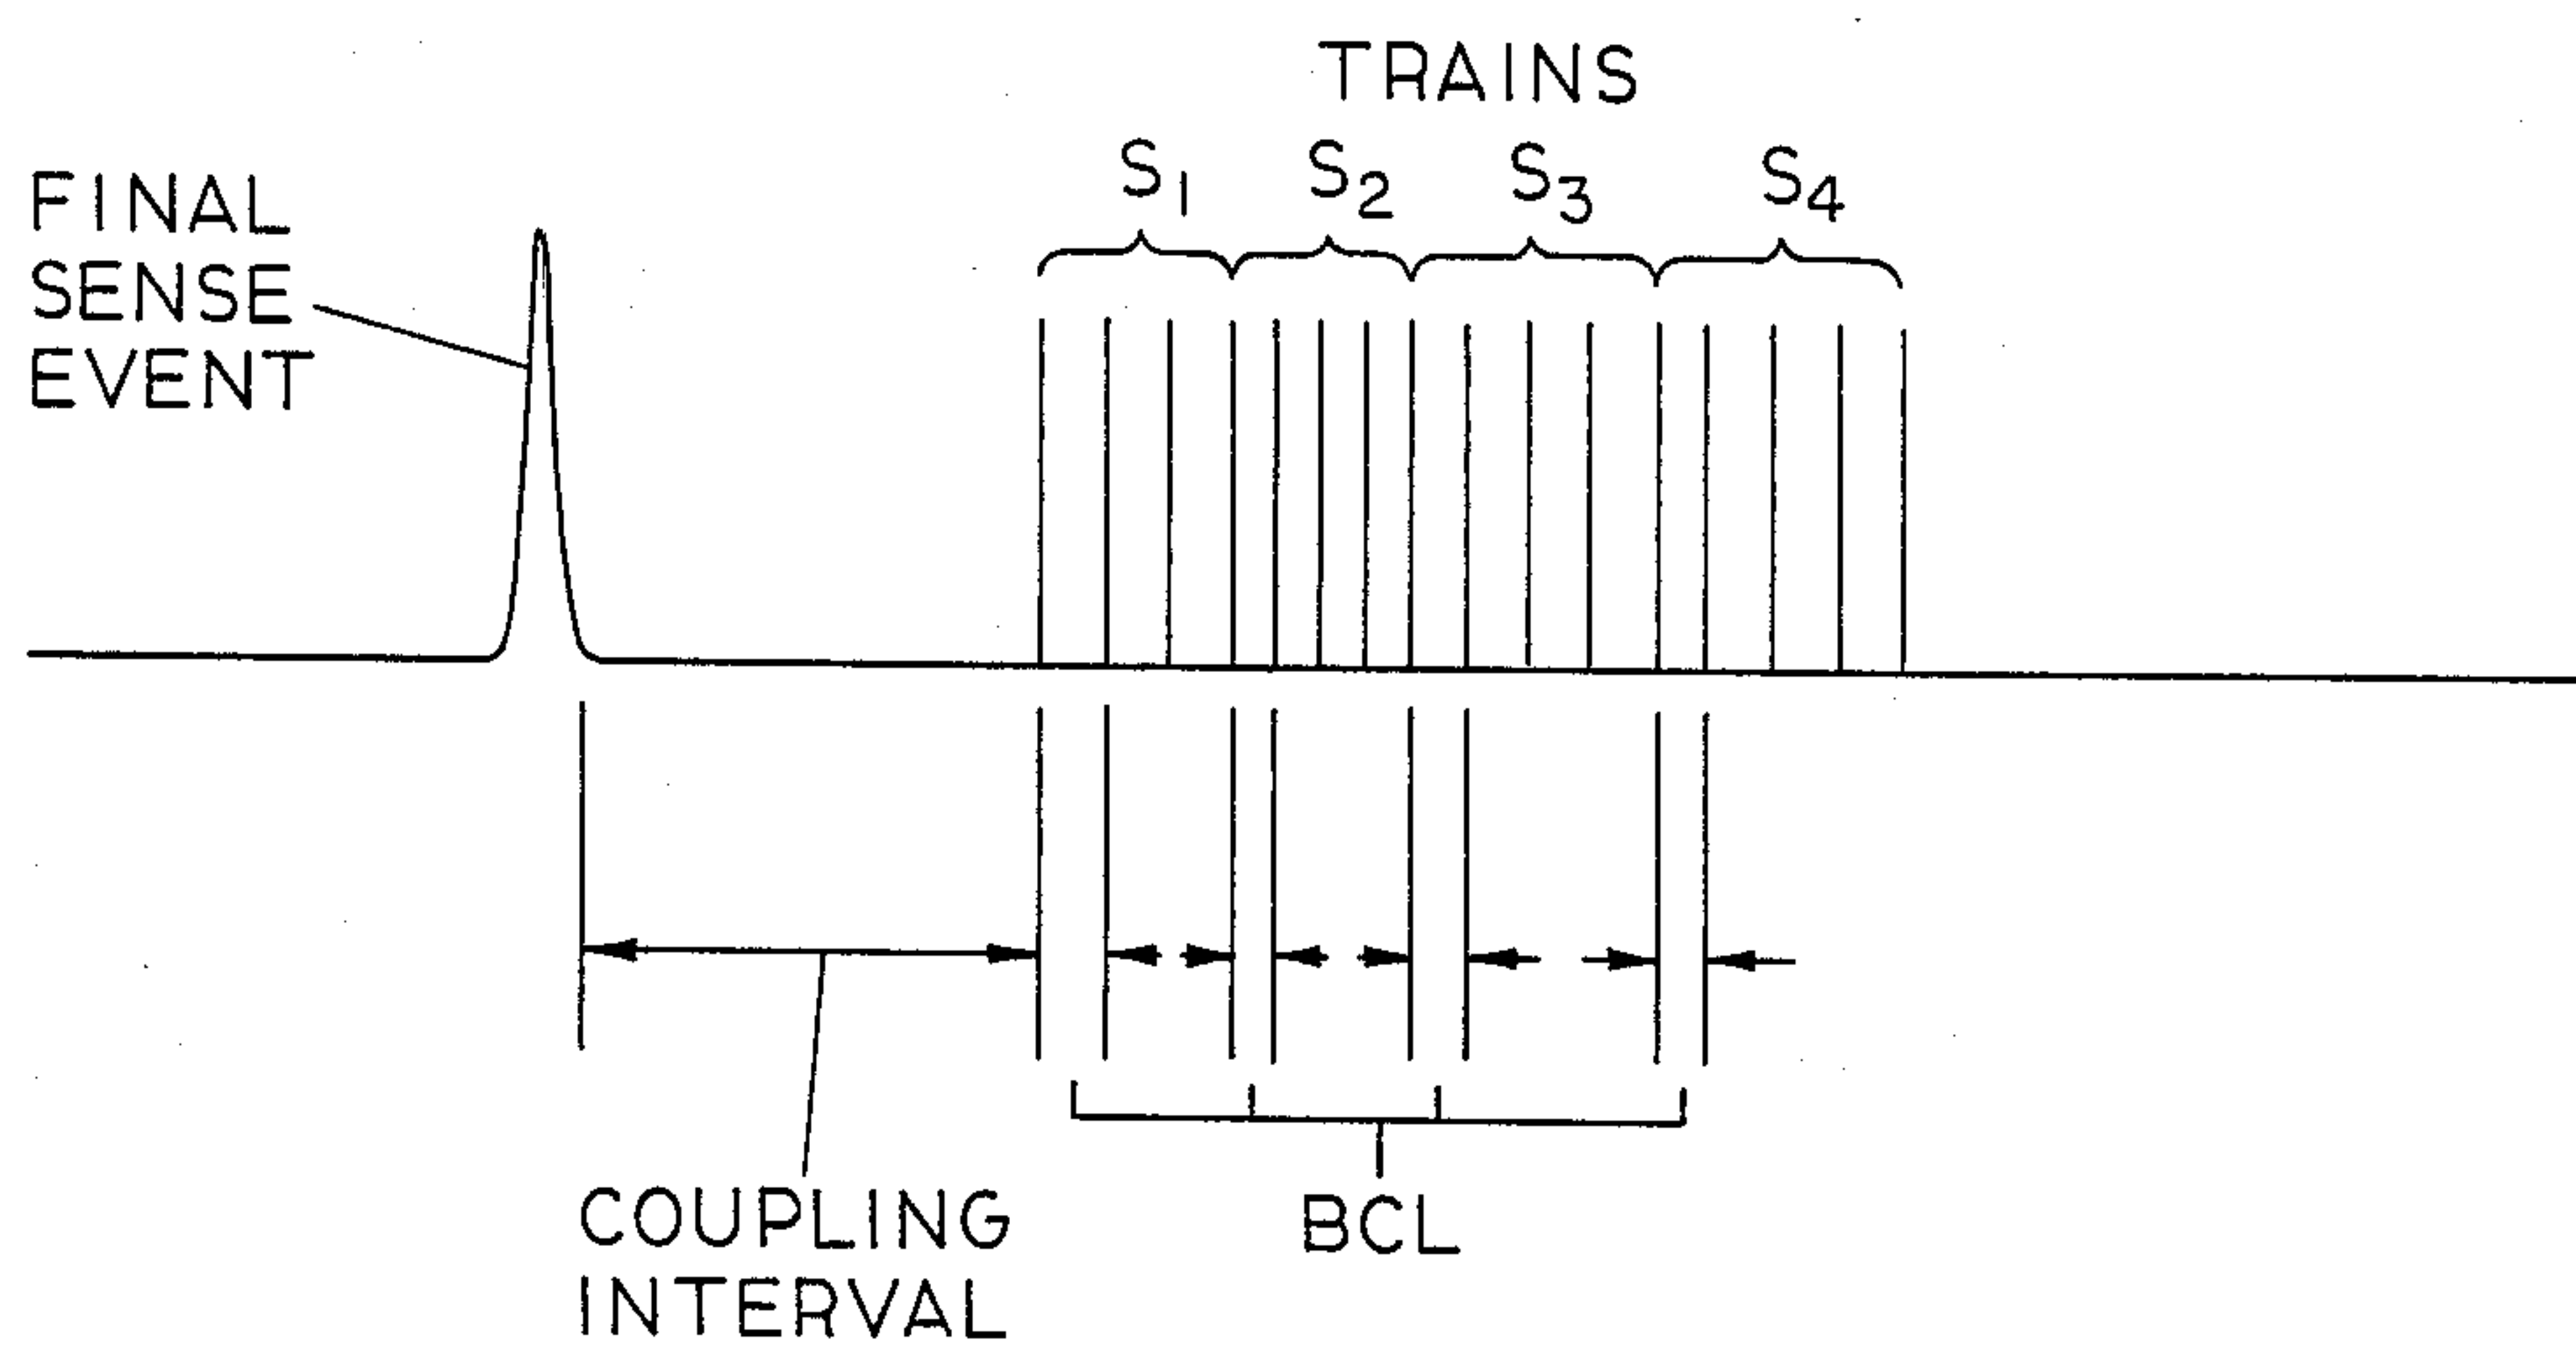 TRAINS
S1 S2 S3 S4
FINAL
SENSE
EVENT
COUPLING
INTERVAL
BCL